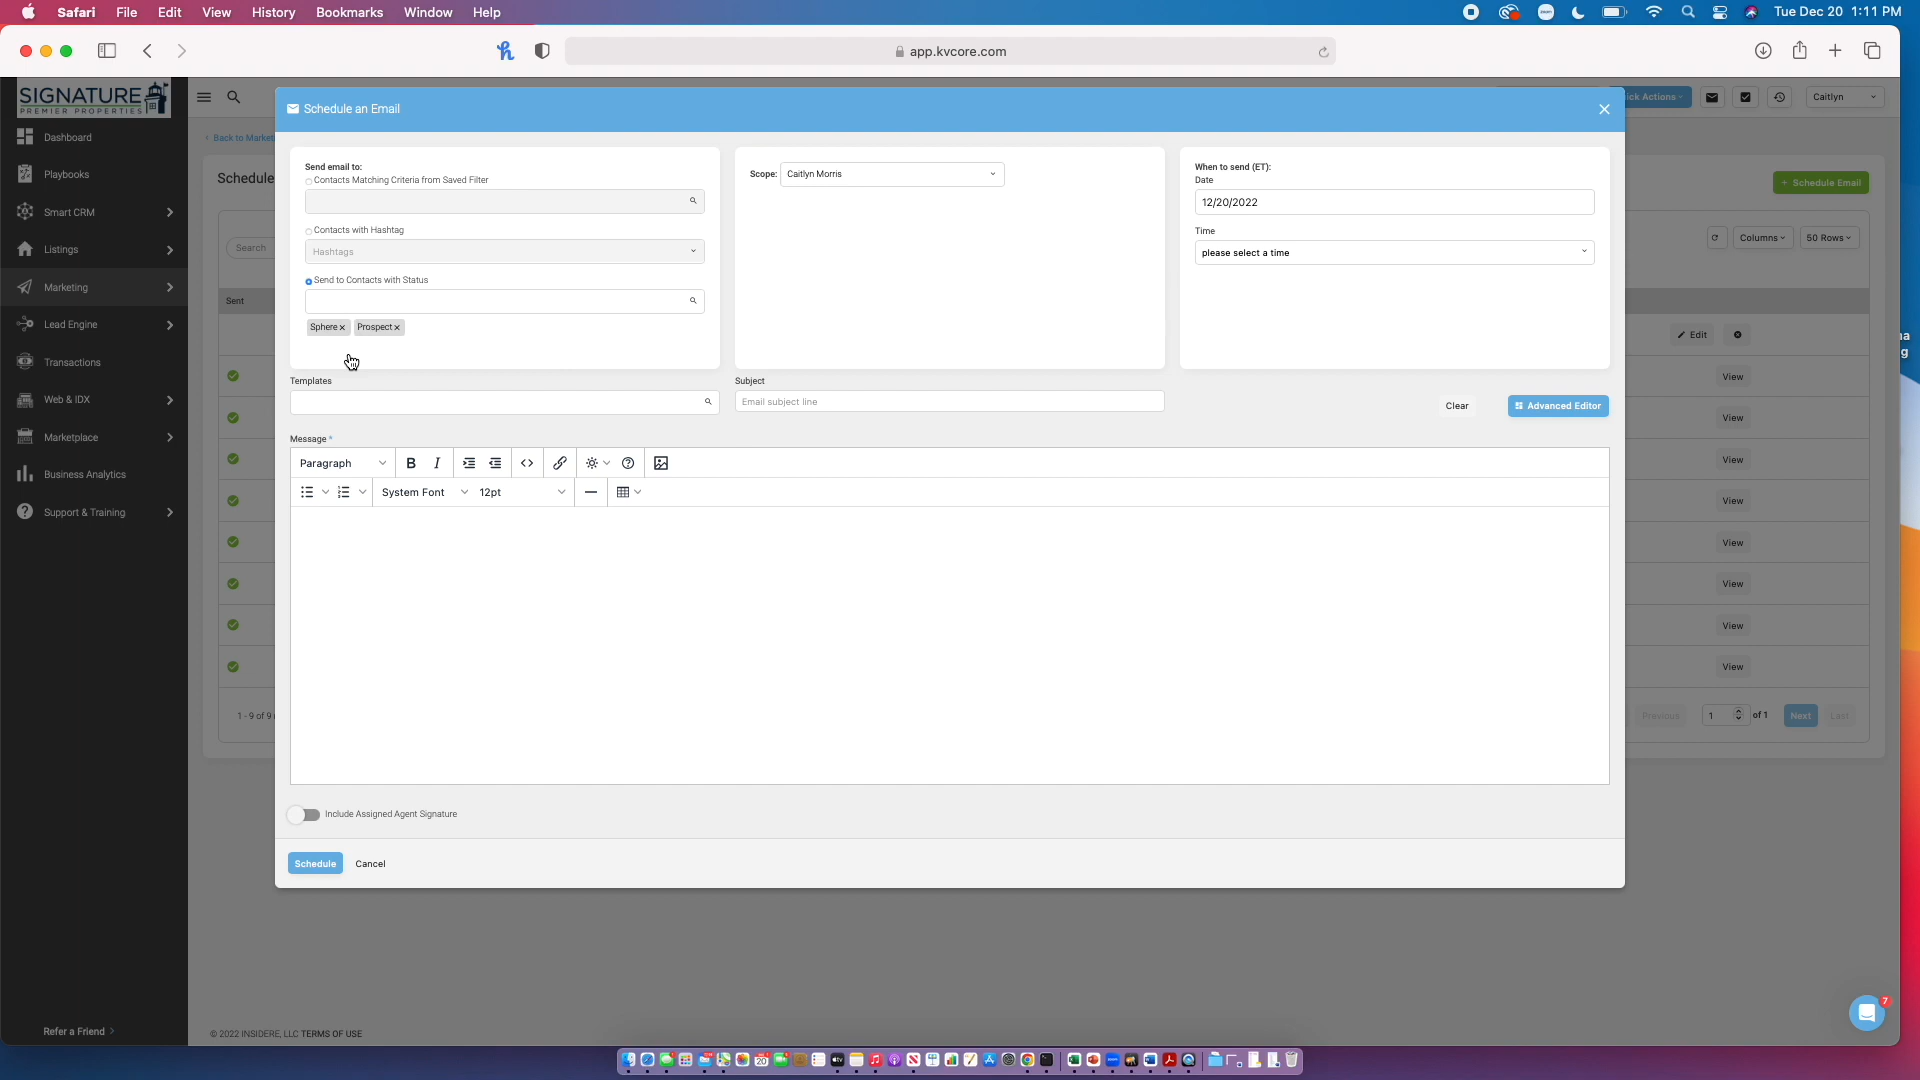 Safari File Edit View History Bookmarks Window Help
Tue Dec 20 1:11 PM
app.kvcore.com
SIGNATURE
PREMIER PROPERTIES
Dashboard
Playbooks
Smart CRM
Listings
Marketing
Lead Engine
Transactions
Web & IDX
Marketplace
Business Analytics
Support & Training
Refer a Friend
Back to Market
Schedule
Search
Sent
1 - 9 of 9
© 2022 INSIDERE, LLC TERMS OF USE
Schedule an Email
Send email to:
Contacts Matching Criteria from Saved Filter
Contacts with Hashtag
Hashtags
Send to Contacts with Status
Sphere
Prospect
Scope: Caitlyn Morris
When to send (ET):
Date
12/20/2022
Time
please select a time
Templates
Subject
Email subject line
Clear
Advanced Editor
Message *
Paragraph
B I
System Font 12pt
Include Assigned Agent Signature
Schedule Cancel
ick Actions
Caitlyn
+ Schedule Email
Columns
50 Rows
Edit
View
View
View
View
View
View
View
View
Previous 1 of 1 Next Last
7